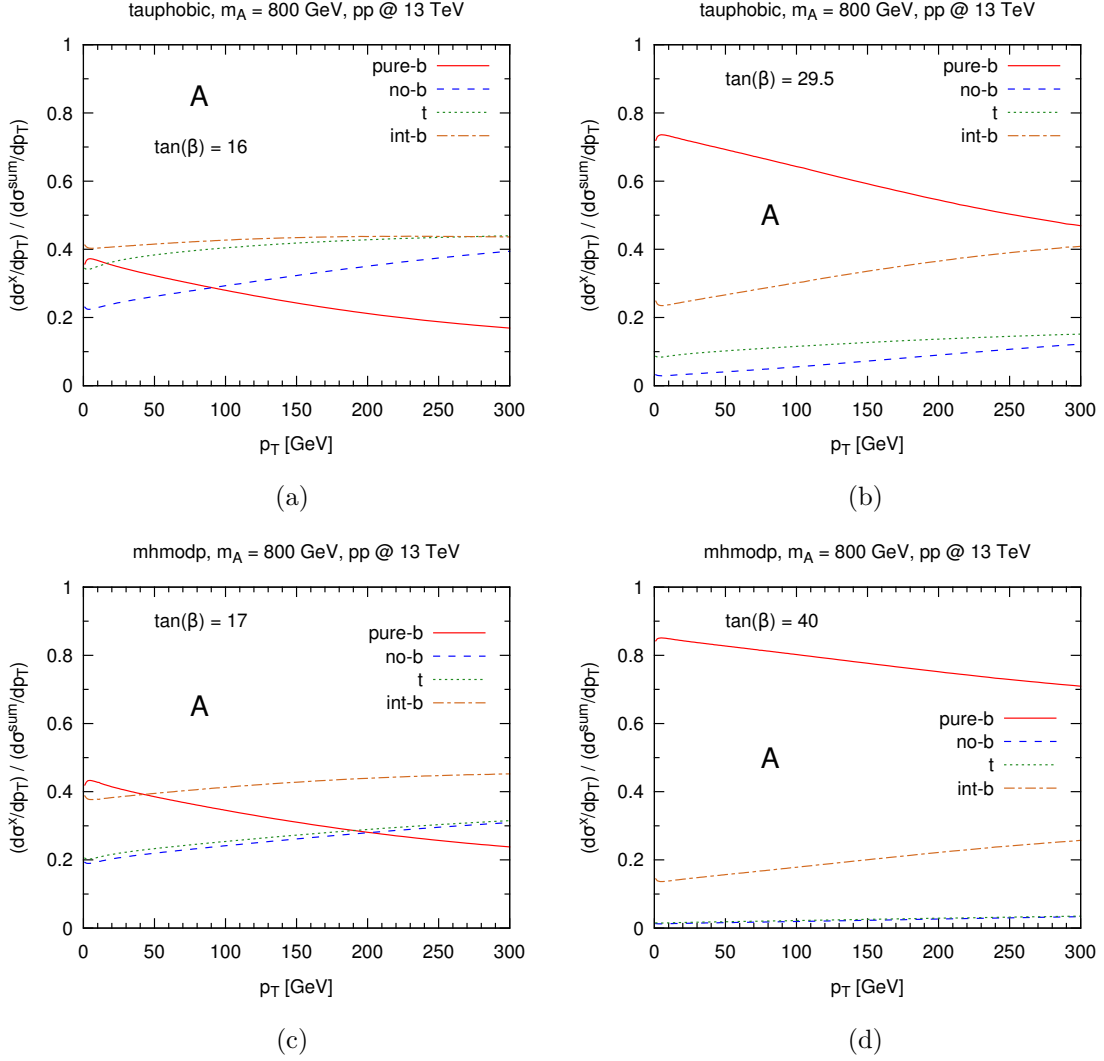 tauphobic, m_A = 800 GeV, pp @ 13 TeV
(dσ^x/dp_T) / (dσ^sum/dp_T)
1
0.8
0.6
0.4
0.2
0
A
tan(β) = 16
pure-b
no-b
t
int-b
0 50 100 150 200 250 300
p_T [GeV]
(a)
tauphobic, m_A = 800 GeV, pp @ 13 TeV
(dσ^x/dp_T) / (dσ^sum/dp_T)
1
0.8
0.6
0.4
0.2
0
tan(β) = 29.5
A
pure-b
no-b
t
int-b
0 50 100 150 200 250 300
p_T [GeV]
(b)
mhmodp, m_A = 800 GeV, pp @ 13 TeV
(dσ^x/dp_T) / (dσ^sum/dp_T)
1
0.8
0.6
0.4
0.2
0
tan(β) = 17
A
pure-b
no-b
t
int-b
0 50 100 150 200 250 300
p_T [GeV]
(c)
mhmodp, m_A = 800 GeV, pp @ 13 TeV
(dσ^x/dp_T) / (dσ^sum/dp_T)
1
0.8
0.6
0.4
0.2
0
tan(β) = 40
A
pure-b
no-b
t
int-b
0 50 100 150 200 250 300
p_T [GeV]
(d)